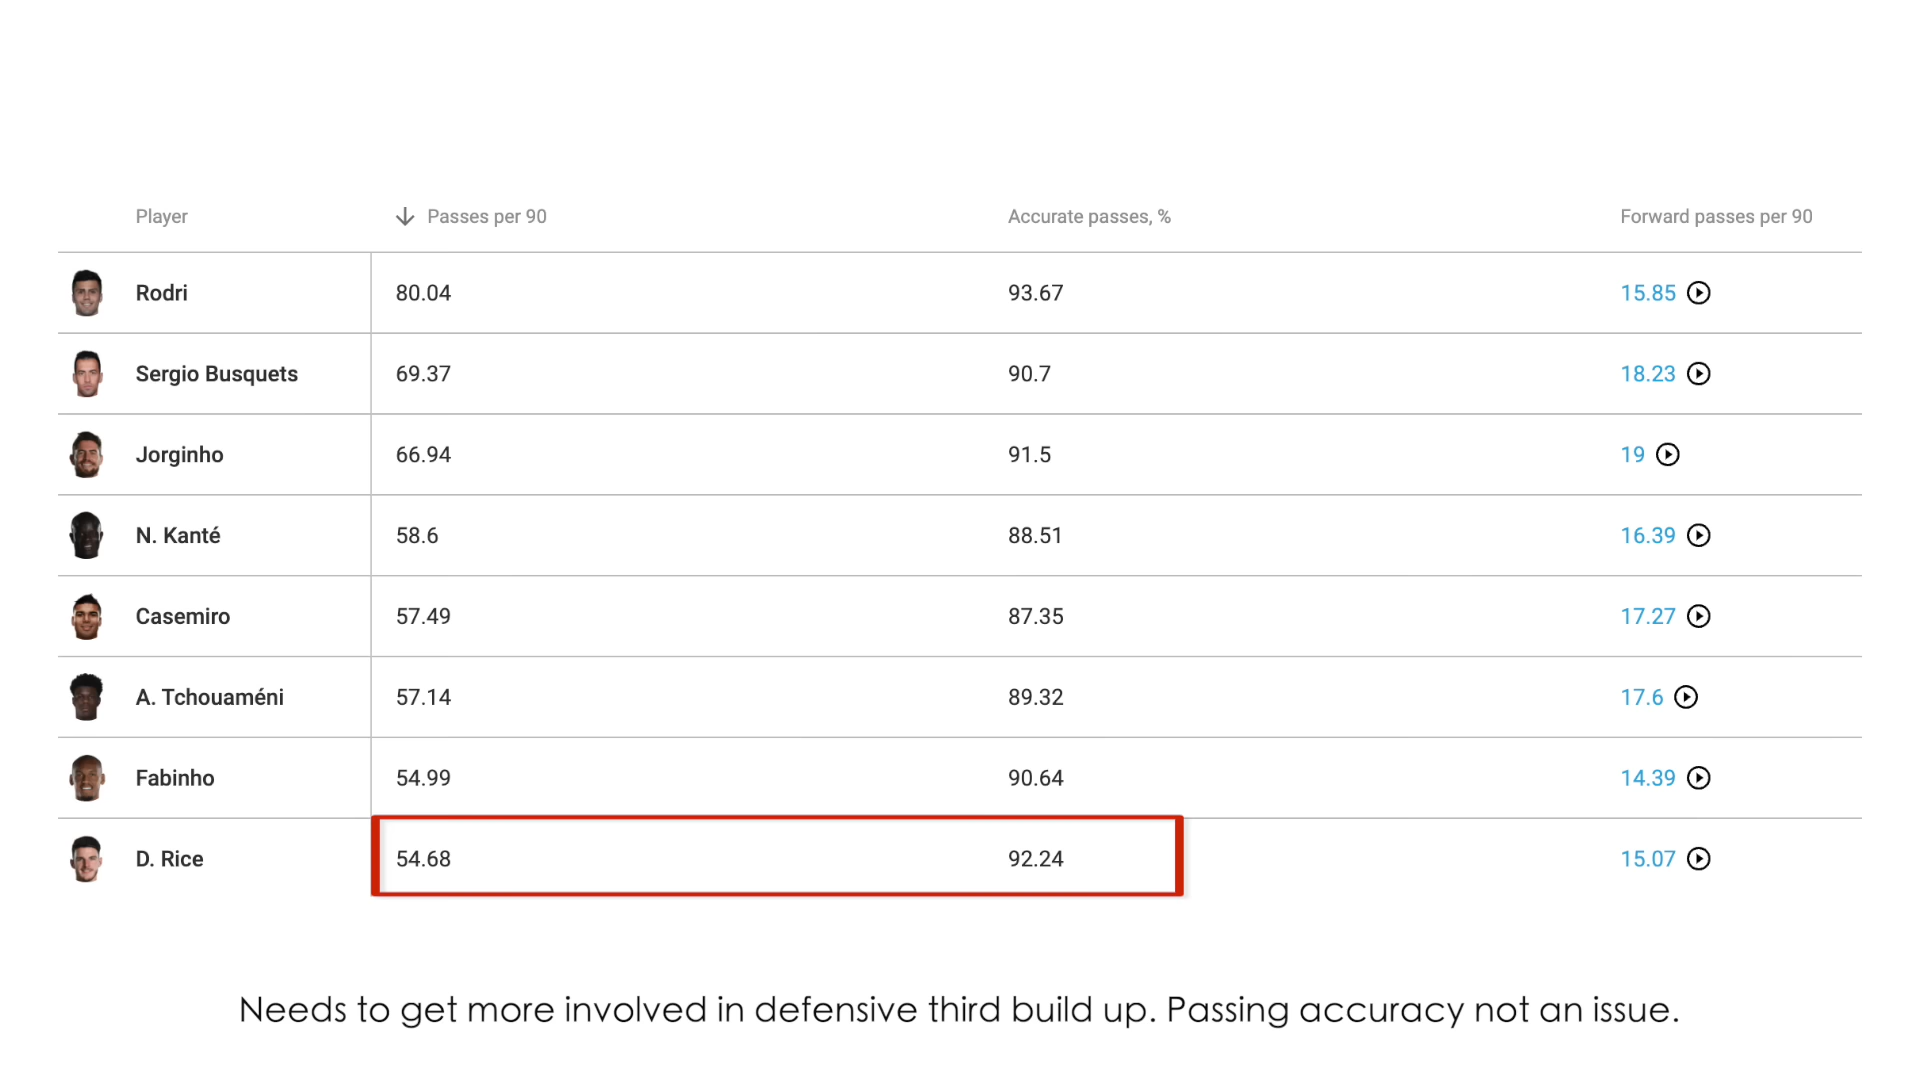 Player Passes per 90 Accurate passes, % Forward passes per 90
Rodri 80.04 93.67 15.85
Sergio Busquets 69.37 90.7 18.23
Jorginho 66.94 91.5 19
N. Kanté 58.6 88.51 16.39
Casemiro 57.49 87.35 17.27
A. Tchouaméni 57.14 89.32 17.6
Fabinho 54.99 90.64 14.39
D. Rice 54.68 92.24 15.07
Needs to get more involved in defensive third build up. Passing accuracy not an issue.